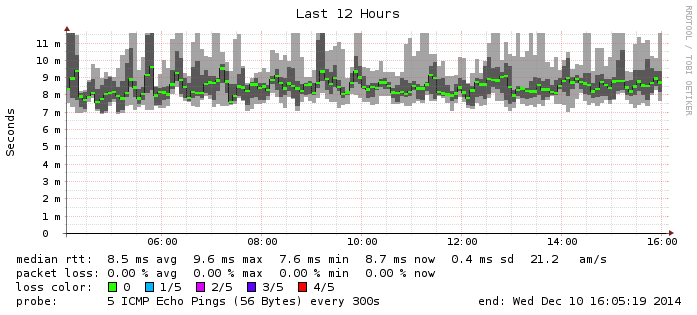 Last 12 Hours
RRDTOOL / TOBI OETIKER
Seconds
11 m
10 m
9 m
8 m
7 m
6 m
5 m
4 m
3 m
2 m
1 m
0
06:00 08:00 10:00 12:00 14:00 16:00
median rtt: 8.5 ms avg 9.6 ms max 7.6 ms min 8.7 ms now 0.4 ms sd 21.2 am/s
packet loss: 0.00 % avg 0.00 % max 0.00 % min 0.00 % now
loss color: 0 1/5 2/5 3/5 4/5
probe: 5 ICMP Echo Pings (56 Bytes) every 300s end: Wed Dec 10 16:05:19 2014